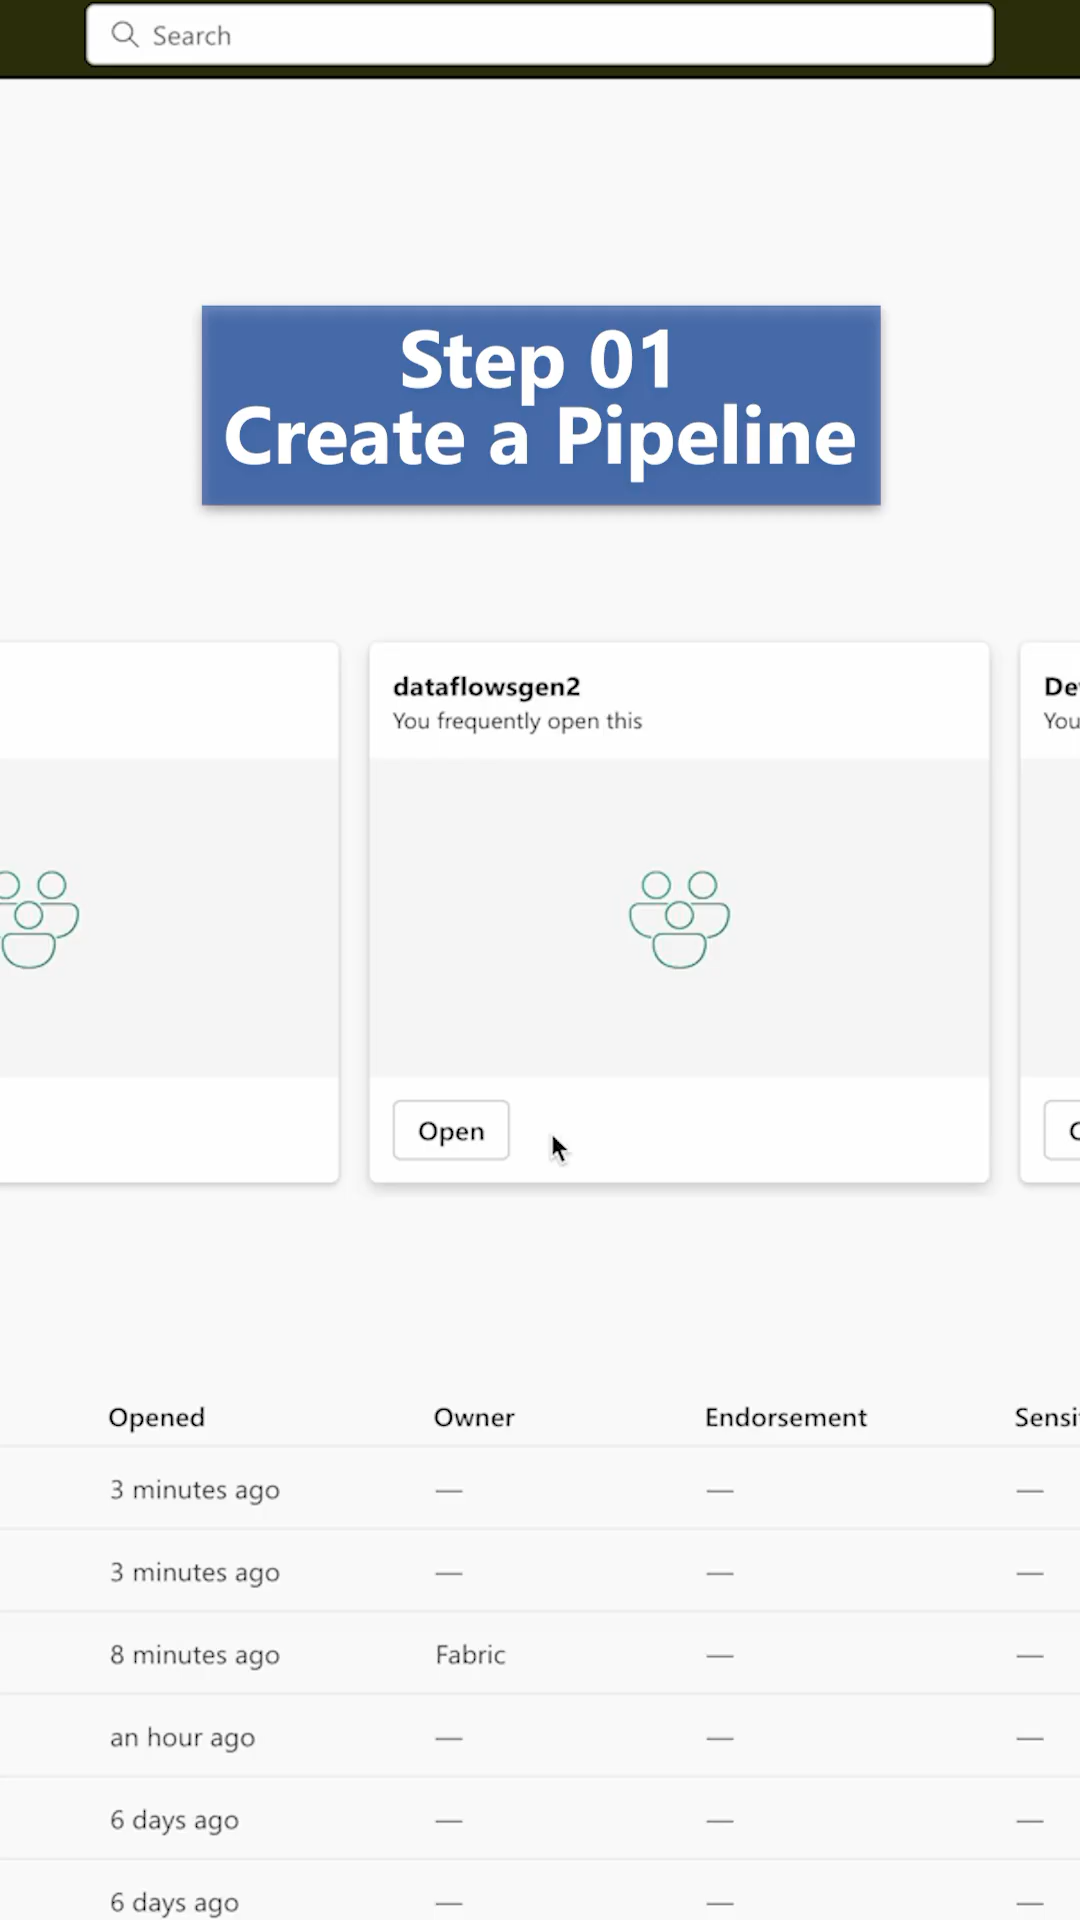 Search
Step 01
Create a Pipeline
dataflowsgen2
You frequently open this
Open
You
Opened Owner Endorsement
3 minutes ago — — —
3 minutes ago — — —
8 minutes ago Fabric — —
an hour ago — — —
6 days ago — — —
6 days ago — — —